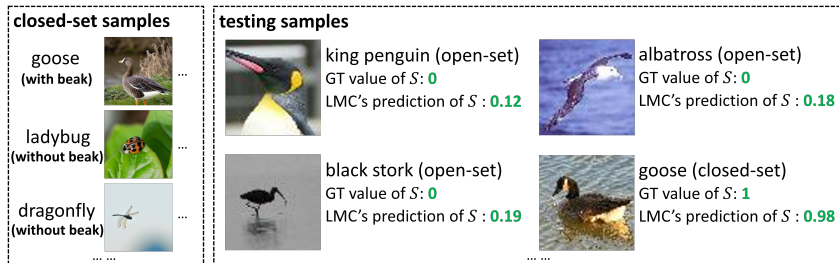 closed-set samples
goose
(with beak)
...
ladybug
(without beak)
...
dragonfly
(without beak)
...
... ...
testing samples
king penguin (open-set)
GT value of S: 0
LMC's prediction of S : 0.12
albatross (open-set)
GT value of S: 0
LMC's prediction of S : 0.18
black stork (open-set)
GT value of S: 0
LMC's prediction of S : 0.19
goose (closed-set)
GT value of S: 1
LMC's prediction of S : 0.98
... ...